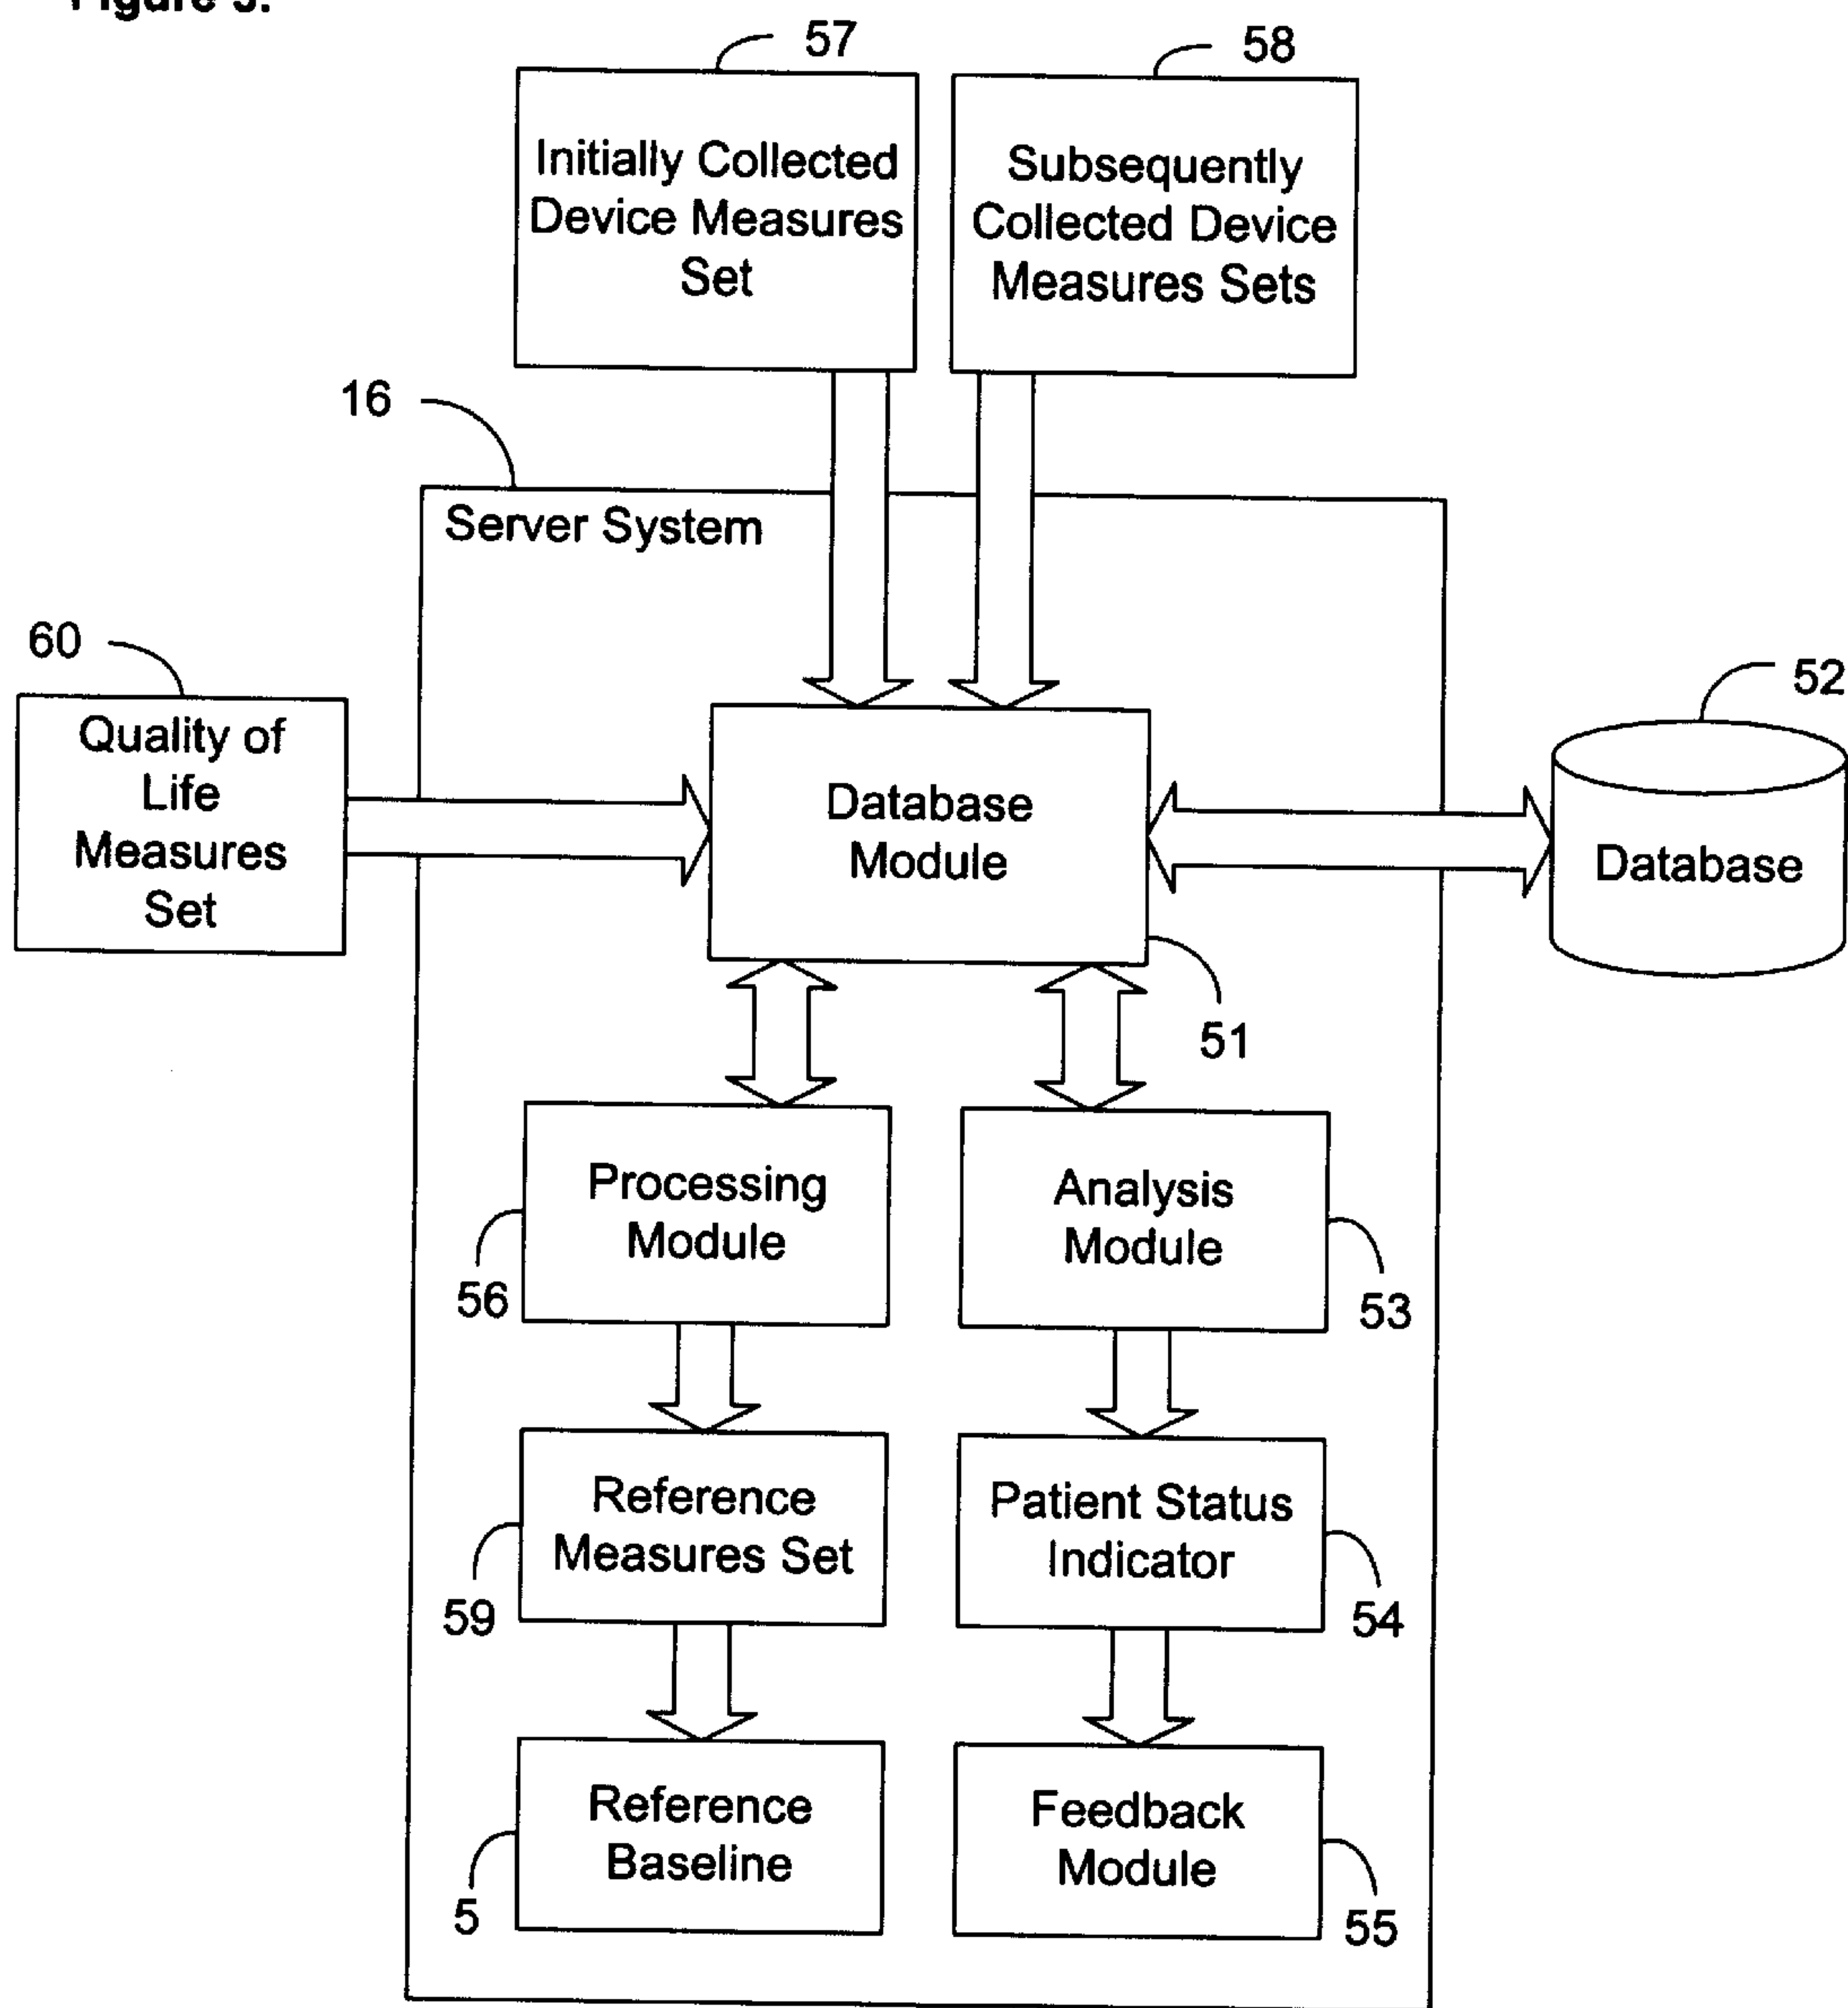 57
58
Initially Collected
Device Measures
Set
Subsequently
Collected Device
Measures Sets
16
Server System
60
52
Quality of
Life
Measures
Set
Database
Module
Database
51
Processing
Module
Analysis
Module
56
53
Reference
Measures Set
Patient Status
Indicator
59
54
Reference
Baseline
Feedback
Module
5
55